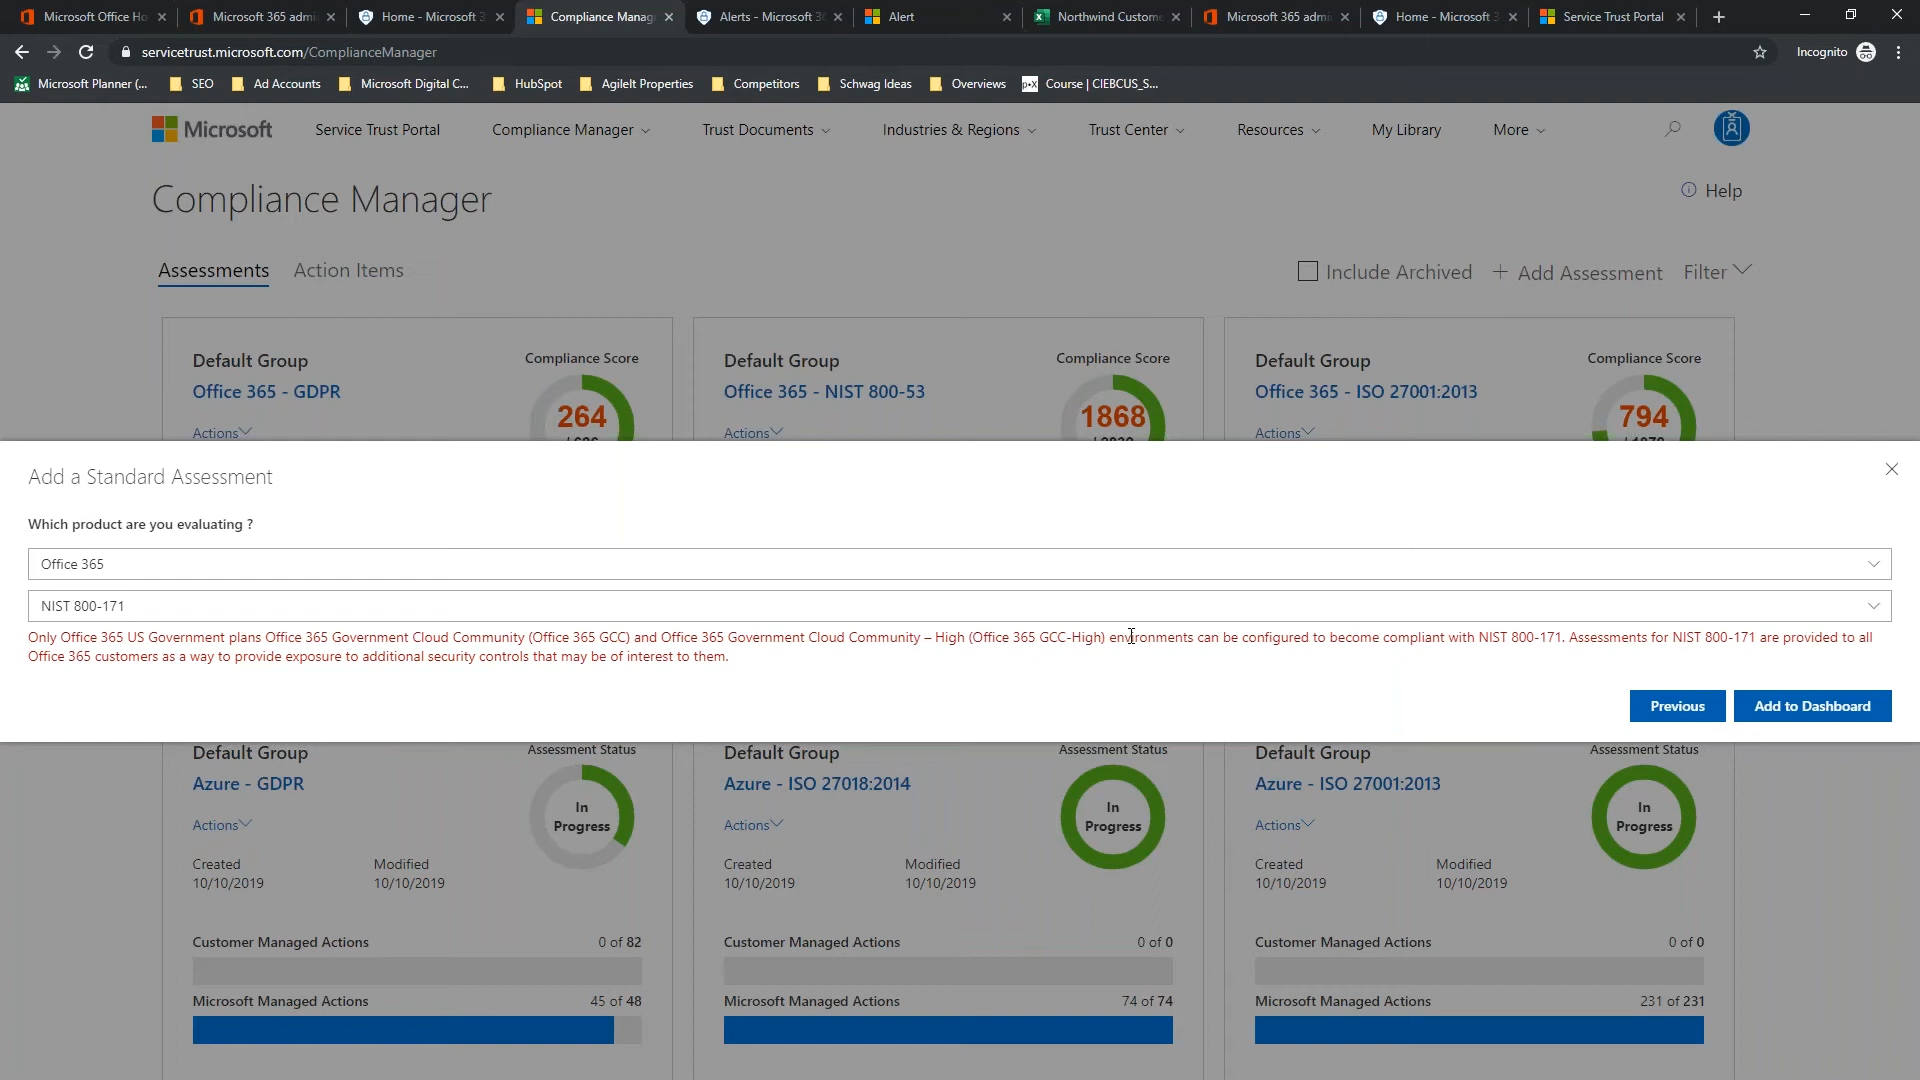 Microsoft Office Ho
Microsoft 365 admi
Home - Microsoft 3
Compliance Manag
Alerts - Microsoft 3
Alert
Northwind Custome
Microsoft 365 admi
Home - Microsoft 3
Service Trust Portal
servicetrust.microsoft.com/ComplianceManager
Incognito
Microsoft Planner (...
SEO
Ad Accounts
Microsoft Digital C...
HubSpot
AgileIt Properties
Competitors
Schwag Ideas
Overviews
Course | CIEBCUS_S...
Microsoft
Service Trust Portal
Compliance Manager
Trust Documents
Industries & Regions
Trust Center
Resources
My Library
More
Compliance Manager
Help
Assessments
Action Items
Include Archived
+ Add Assessment
Filter
Default Group
Compliance Score
Office 365 - GDPR
264
Actions
Default Group
Compliance Score
Office 365 - NIST 800-53
1868
Actions
Default Group
Compliance Score
Office 365 - ISO 27001:2013
794
Actions
Add a Standard Assessment
Which product are you evaluating ?
Office 365
NIST 800-171
Only Office 365 US Government plans Office 365 Government Cloud Community (Office 365 GCC) and Office 365 Government Cloud Community – High (Office 365 GCC-High) environments can be configured to become compliant with NIST 800-171. Assessments for NIST 800-171 are provided to all
Office 365 customers as a way to provide exposure to additional security controls that may be of interest to them.
Previous
Add to Dashboard
Default Group
Assessment Status
Azure - GDPR
In
Progress
Actions
Created
Modified
10/10/2019
10/10/2019
Customer Managed Actions
0 of 82
Microsoft Managed Actions
45 of 48
Default Group
Assessment Status
Azure - ISO 27018:2014
In
Progress
Actions
Created
Modified
10/10/2019
10/10/2019
Customer Managed Actions
0 of 0
Microsoft Managed Actions
74 of 74
Default Group
Assessment Status
Azure - ISO 27001:2013
In
Progress
Actions
Created
Modified
10/10/2019
10/10/2019
Customer Managed Actions
0 of 0
Microsoft Managed Actions
231 of 231